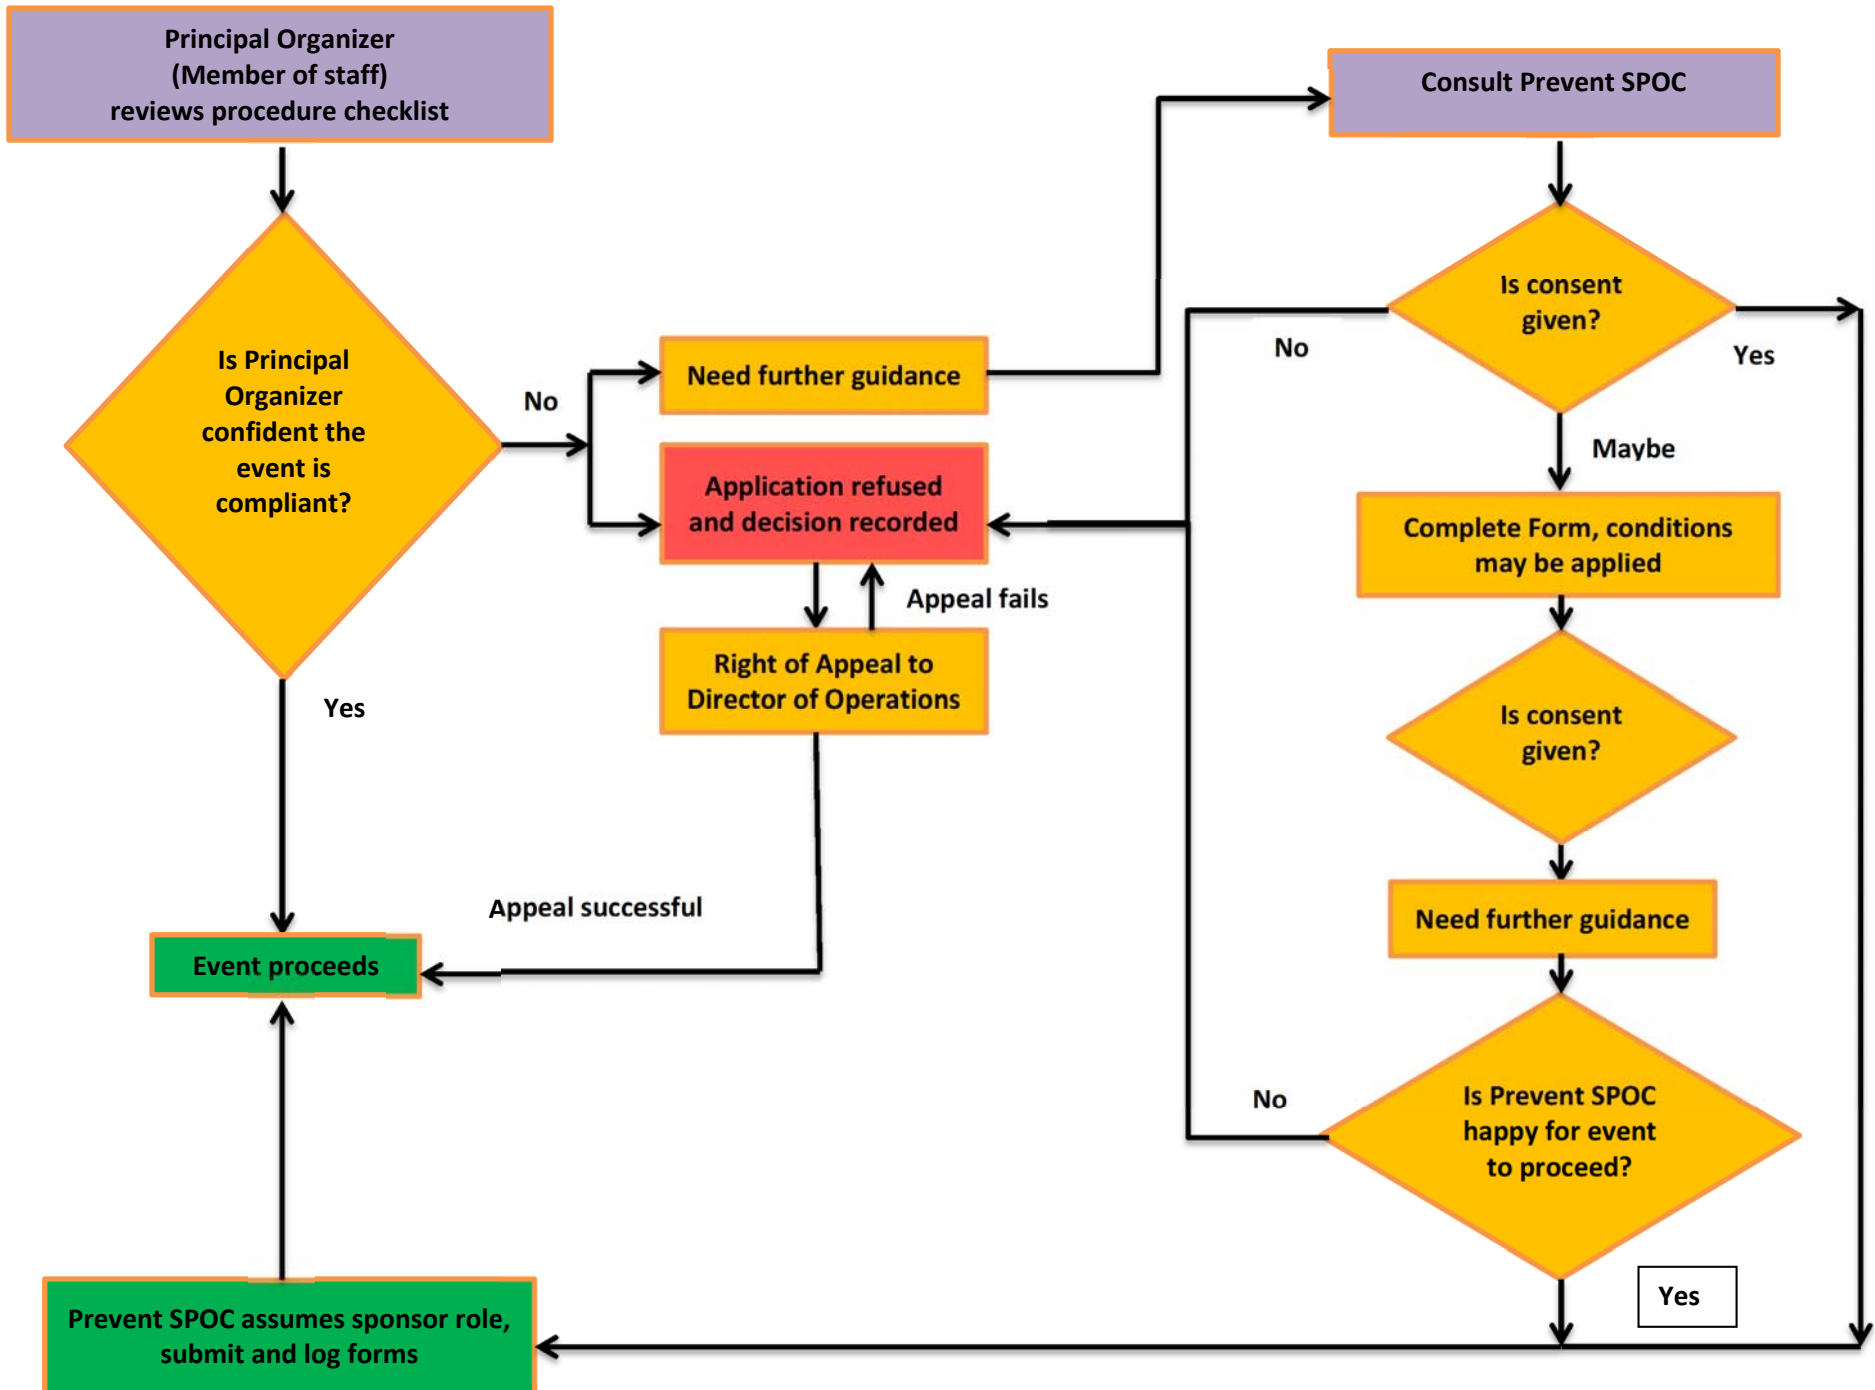 Principal Organizer
(Member of staff)
reviews procedure checklist
Consult Prevent SPOC
Is Principal
Organizer
confident the
event is
compliant?
No
Need further guidance
Application refused
and decision recorded
Appeal fails
Right of Appeal to
Director of Operations
Yes
Appeal successful
Event proceeds
Prevent SPOC assumes sponsor role,
submit and log forms
Is consent
given?
No
Yes
Maybe
Complete Form, conditions
may be applied
Is consent
given?
Need further guidance
Is Prevent SPOC
happy for event
to proceed?
No
Yes